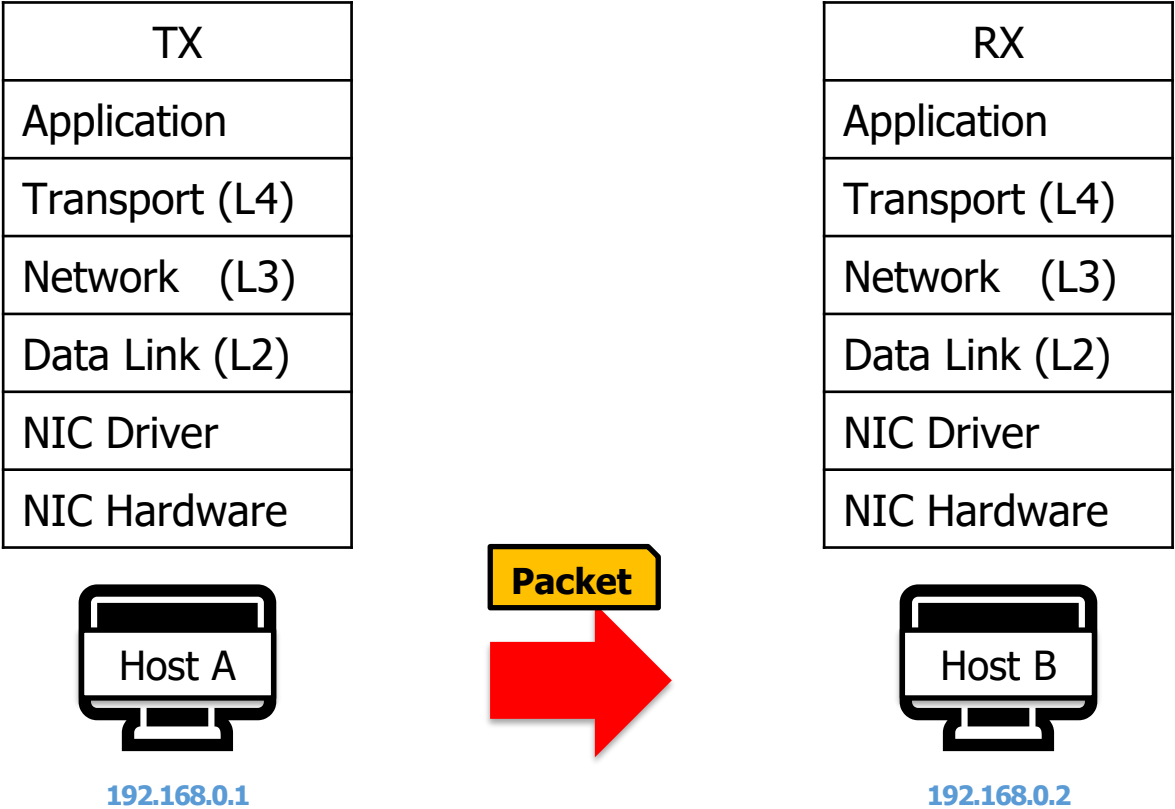 TX
Application
Transport (L4)
Network (L3)
Data Link (L2)
NIC Driver
NIC Hardware
Host A
192.168.0.1
Packet
RX
Application
Transport (L4)
Network (L3)
Data Link (L2)
NIC Driver
NIC Hardware
Host B
192.168.0.2